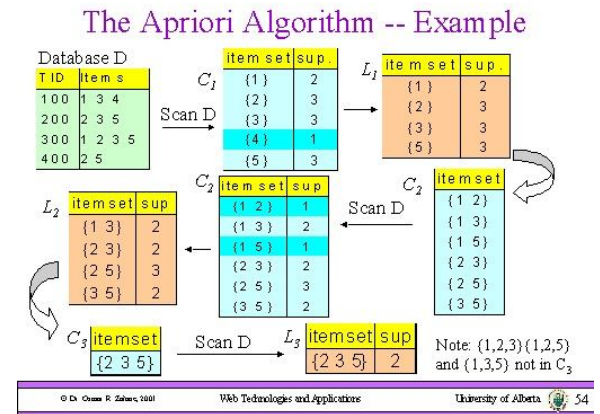 The Apriori Algorithm -- Example
Database D
TID Items
100 1 3 4
200 2 3 5
300 1 2 3 5
400 2 5
Scan D
C1
itemset sup.
{1} 2
{2} 3
{3} 3
{4} 1
{5} 3
L1
itemset sup.
{1} 2
{2} 3
{3} 3
{5} 3
C2
itemset
{1 2}
{1 3}
{1 5}
{2 3}
{2 5}
{3 5}
Scan D
C2
itemset sup
{1 2} 1
{1 3} 2
{1 5} 1
{2 3} 2
{2 5} 3
{3 5} 2
L2
itemset sup
{1 3} 2
{2 3} 2
{2 5} 3
{3 5} 2
C3
itemset
{2 3 5}
Scan D
L3
itemset sup
{2 3 5} 2
Note: {1,2,3}{1,2,5}
and {1,3,5} not in C3
© Dr. Osmar R. Zaïane, 2001
Web Technologies and Applications
University of Alberta
54